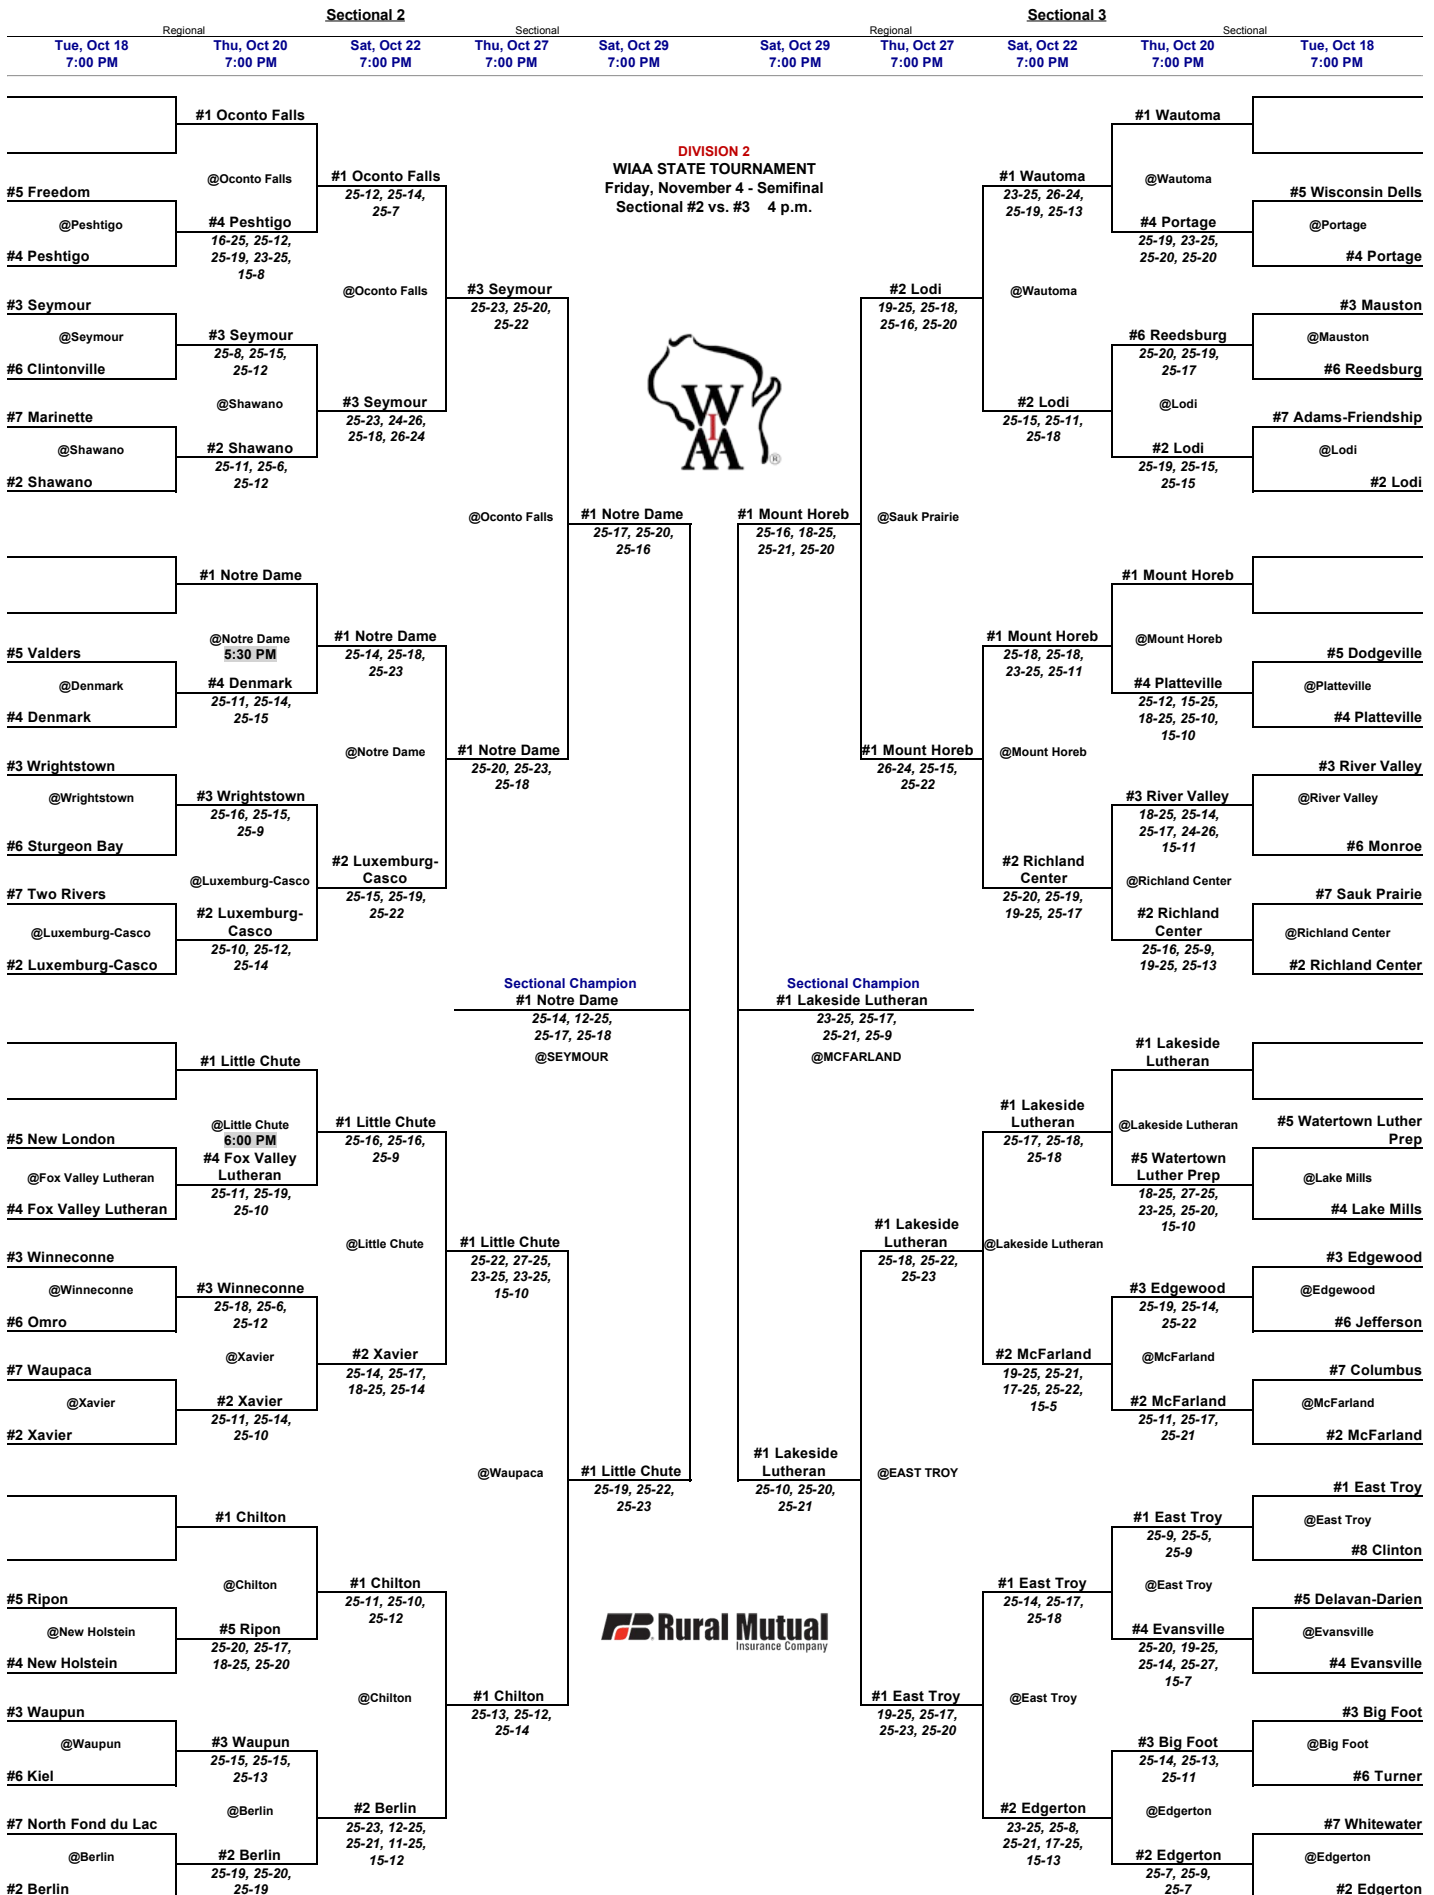 Sectional 2
Regional
Sectional
Tue, Oct 18
7:00 PM
Thu, Oct 20
7:00 PM
Sat, Oct 22
7:00 PM
Thu, Oct 27
7:00 PM
Sat, Oct 29
7:00 PM
Sectional 3
Regional
Sectional
Sat, Oct 29
7:00 PM
Thu, Oct 27
7:00 PM
Sat, Oct 22
7:00 PM
Thu, Oct 20
7:00 PM
Tue, Oct 18
7:00 PM
DIVISION 2
WIAA STATE TOURNAMENT
Friday, November 4 - Semifinal
Sectional #2 vs. #3 4 p.m.
WIAA
®
#5 Freedom
@Peshtigo
#4 Peshtigo
#3 Seymour
@Seymour
#6 Clintonville
#7 Marinette
@Shawano
#2 Shawano
#5 Valders
@Denmark
#4 Denmark
#3 Wrightstown
@Wrightstown
#6 Sturgeon Bay
#7 Two Rivers
@Luxemburg-Casco
#2 Luxemburg-Casco
#5 New London
@Fox Valley Lutheran
#4 Fox Valley Lutheran
#3 Winneconne
@Winneconne
#6 Omro
#7 Waupaca
@Xavier
#2 Xavier
#5 Ripon
@New Holstein
#4 New Holstein
#3 Waupun
@Waupun
#6 Kiel
#7 North Fond du Lac
@Berlin
#2 Berlin
#1 Oconto Falls
@Oconto Falls
#4 Peshtigo
16-25, 25-12,
25-19, 23-25,
15-8
#3 Seymour
25-8, 25-15,
25-12
@Shawano
#2 Shawano
25-11, 25-6,
25-12
#1 Notre Dame
@Notre Dame
5:30 PM
#4 Denmark
25-11, 25-14,
25-15
#3 Wrightstown
25-16, 25-15,
25-9
@Luxemburg-Casco
#2 Luxemburg-
Casco
25-10, 25-12,
25-14
#1 Little Chute
@Little Chute
6:00 PM
#4 Fox Valley
Lutheran
25-11, 25-19,
25-10
#3 Winneconne
25-18, 25-6,
25-12
@Xavier
#2 Xavier
25-11, 25-14,
25-10
#1 Chilton
@Chilton
#5 Ripon
25-20, 25-17,
18-25, 25-20
#3 Waupun
25-15, 25-15,
25-13
@Berlin
#2 Berlin
25-19, 25-20,
25-19
#1 Oconto Falls
25-12, 25-14,
25-7
@Oconto Falls
#3 Seymour
25-23, 24-26,
25-18, 26-24
#1 Notre Dame
25-14, 25-18,
25-23
@Notre Dame
#2 Luxemburg-
Casco
25-15, 25-19,
25-22
#1 Little Chute
25-16, 25-16,
25-9
@Little Chute
#2 Xavier
25-14, 25-17,
18-25, 25-14
#1 Chilton
25-11, 25-10,
25-12
@Chilton
#2 Berlin
25-23, 12-25,
25-21, 11-25,
15-12
#3 Seymour
25-23, 25-20,
25-22
@Oconto Falls
#1 Notre Dame
25-20, 25-23,
25-18
#1 Little Chute
25-22, 27-25,
23-25, 23-25,
15-10
@Waupaca
#1 Chilton
25-13, 25-12,
25-14
#1 Notre Dame
25-17, 25-20,
25-16
Sectional Champion
#1 Notre Dame
25-14, 12-25,
25-17, 25-18
@SEYMOUR
#1 Little Chute
25-19, 25-22,
25-23
#1 Mount Horeb
25-16, 18-25,
25-21, 25-20
Sectional Champion
#1 Lakeside Lutheran
23-25, 25-17,
25-21, 25-9
@MCFARLAND
#1 Lakeside
Lutheran
25-10, 25-20,
25-21
Rural Mutual
Insurance Company
#2 Lodi
19-25, 25-18,
25-16, 25-20
@Sauk Prairie
#1 Mount Horeb
26-24, 25-15,
25-22
#1 Lakeside
Lutheran
25-18, 25-22,
25-23
@EAST TROY
#1 East Troy
19-25, 25-17,
25-23, 25-20
#1 Wautoma
23-25, 26-24,
25-19, 25-13
@Wautoma
#2 Lodi
25-15, 25-11,
25-18
#1 Mount Horeb
25-18, 25-18,
23-25, 25-11
@Mount Horeb
#2 Richland
Center
25-20, 25-19,
19-25, 25-17
#1 Lakeside
Lutheran
25-17, 25-18,
25-18
@Lakeside Lutheran
#2 McFarland
19-25, 25-21,
17-25, 25-22,
15-5
#1 East Troy
25-14, 25-17,
25-18
@East Troy
#2 Edgerton
23-25, 25-8,
25-21, 17-25,
15-13
#1 Wautoma
@Wautoma
#4 Portage
25-19, 23-25,
25-20, 25-20
#6 Reedsburg
25-20, 25-19,
25-17
@Lodi
#2 Lodi
25-19, 25-15,
25-15
#1 Mount Horeb
@Mount Horeb
#4 Platteville
25-12, 15-25,
18-25, 25-10,
15-10
#3 River Valley
18-25, 25-14,
25-17, 24-26,
15-11
@Richland Center
#2 Richland
Center
25-16, 25-9,
19-25, 25-13
#1 Lakeside
Lutheran
@Lakeside Lutheran
#5 Watertown
Luther Prep
18-25, 27-25,
23-25, 25-20,
15-10
#3 Edgewood
25-19, 25-14,
25-22
@McFarland
#2 McFarland
25-11, 25-17,
25-21
#1 East Troy
25-9, 25-5,
25-9
@East Troy
#4 Evansville
25-20, 19-25,
25-14, 25-27,
15-7
#3 Big Foot
25-14, 25-13,
25-11
@Edgerton
#2 Edgerton
25-7, 25-9,
25-7
#5 Wisconsin Dells
@Portage
#4 Portage
#3 Mauston
@Mauston
#6 Reedsburg
#7 Adams-Friendship
@Lodi
#2 Lodi
#5 Dodgeville
@Platteville
#4 Platteville
#3 River Valley
@River Valley
#6 Monroe
#7 Sauk Prairie
@Richland Center
#2 Richland Center
#5 Watertown Luther
Prep
@Lake Mills
#4 Lake Mills
#3 Edgewood
@Edgewood
#6 Jefferson
#7 Columbus
@McFarland
#2 McFarland
#1 East Troy
@East Troy
#8 Clinton
#5 Delavan-Darien
@Evansville
#4 Evansville
#3 Big Foot
@Big Foot
#6 Turner
#7 Whitewater
@Edgerton
#2 Edgerton